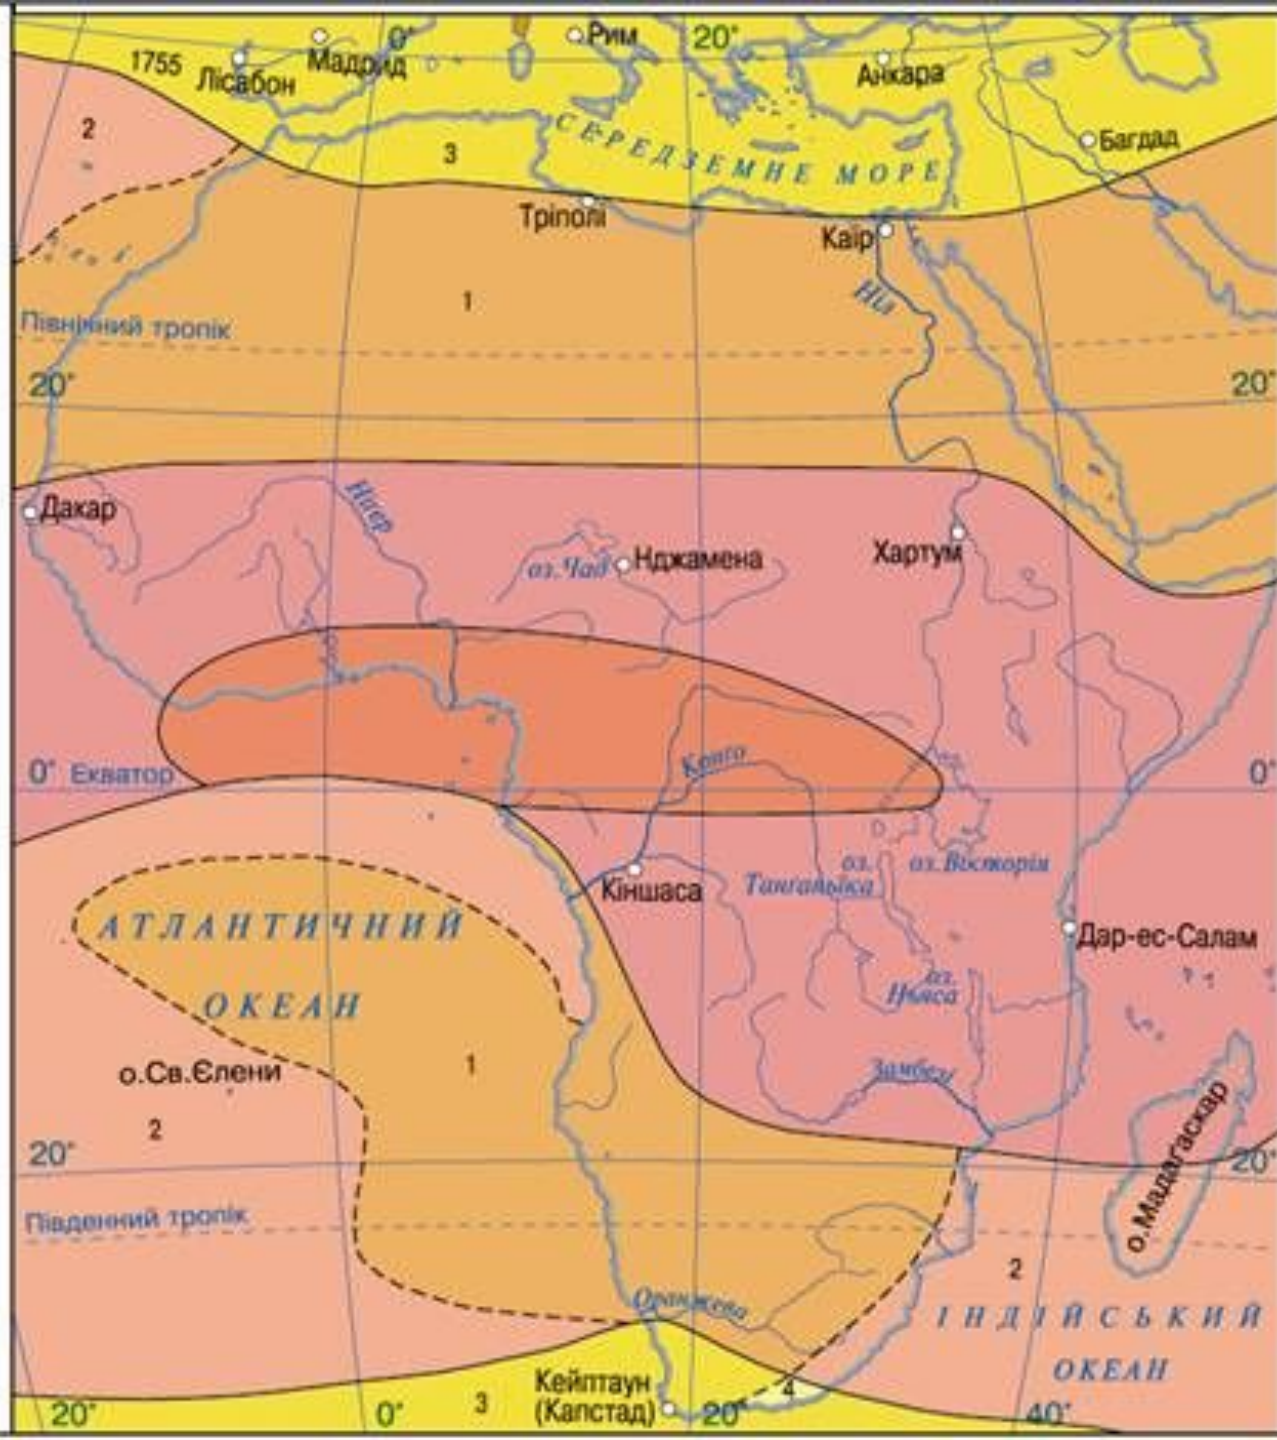 0°
Рим
20°
1755
Лісабон
Мадрид
Анкара
2
3
СЕРЕДЗЕМНЕ МОРЕ
Багдад
Тріполі
Каїр
Ніл
1
Північний тропік
20°
20°
Дакар
Нігер
оз.Чад
Нджамена
Хартум
0° Екватор
0°
Конго
оз.
Кіншаса
оз.
Танганьїка
оз.Вікторія
АТЛАНТИЧНИЙ
ОКЕАН
Дар-ес-Салам
оз.
Ньяса
о.Св.Єлени
1
2
Замбезі
о.Мадагаскар
20°
20°
Південний тропік
2
Оранжева
ІНДІЙСЬКИЙ
ОКЕАН
Кейптаун
(Капстад)
3
4
20°
0°
20°
40°